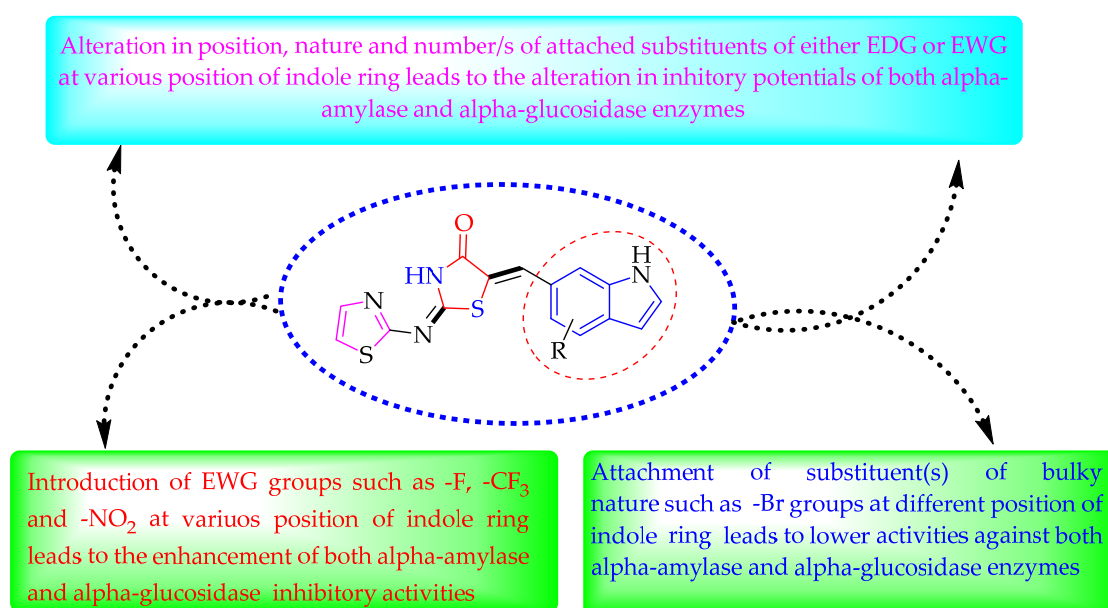 Alteration in position, nature and number/s of attached substituents of either EDG or EWG
at various position of indole ring leads to the alteration in inhitory potentials of both alpha-
amylase and alpha-glucosidase enzymes
O
H
HN
N
N
S
N
S
R
Introduction of EWG groups such as -F, -CF₃
and -NO₂ at variuos position of indole ring
leads to the enhancement of both alpha-amylase
and alpha-glucosidase inhibitory activities
Attachment of substituent(s) of bulky
nature such as -Br groups at different position of
indole ring leads to lower activities against both
alpha-amylase and alpha-glucosidase enzymes